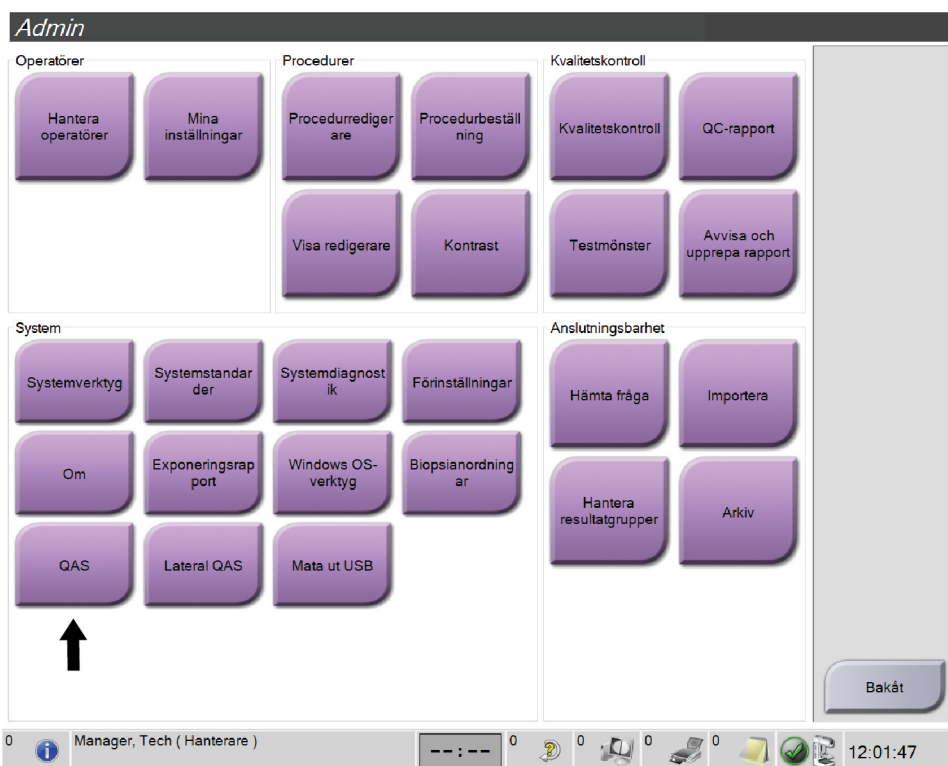 Admin
Operatörer
Hantera
operatörer
Mina
inställningar
Procedurer
Procedurrediger
are
Procedurbeställ
ning
Visa redigerare
Kontrast
Kvalitetskontroll
Kvalitetskontroll
QC-rapport
Testmönster
Avvisa och
upprepa rapport
System
Systemverktyg
Systemstandar
der
Systemdiagnost
ik
Förinställningar
Om
Exponeringsrap
port
Windows OS-
verktyg
Biopsianordning
ar
QAS
Lateral QAS
Mata ut USB
Anslutningsbarhet
Hämta fråga
Importera
Hantera
resultatgrupper
Arkiv
Bakåt
0
Manager, Tech ( Hanterare )
--:--
0
0
0
0
12:01:47